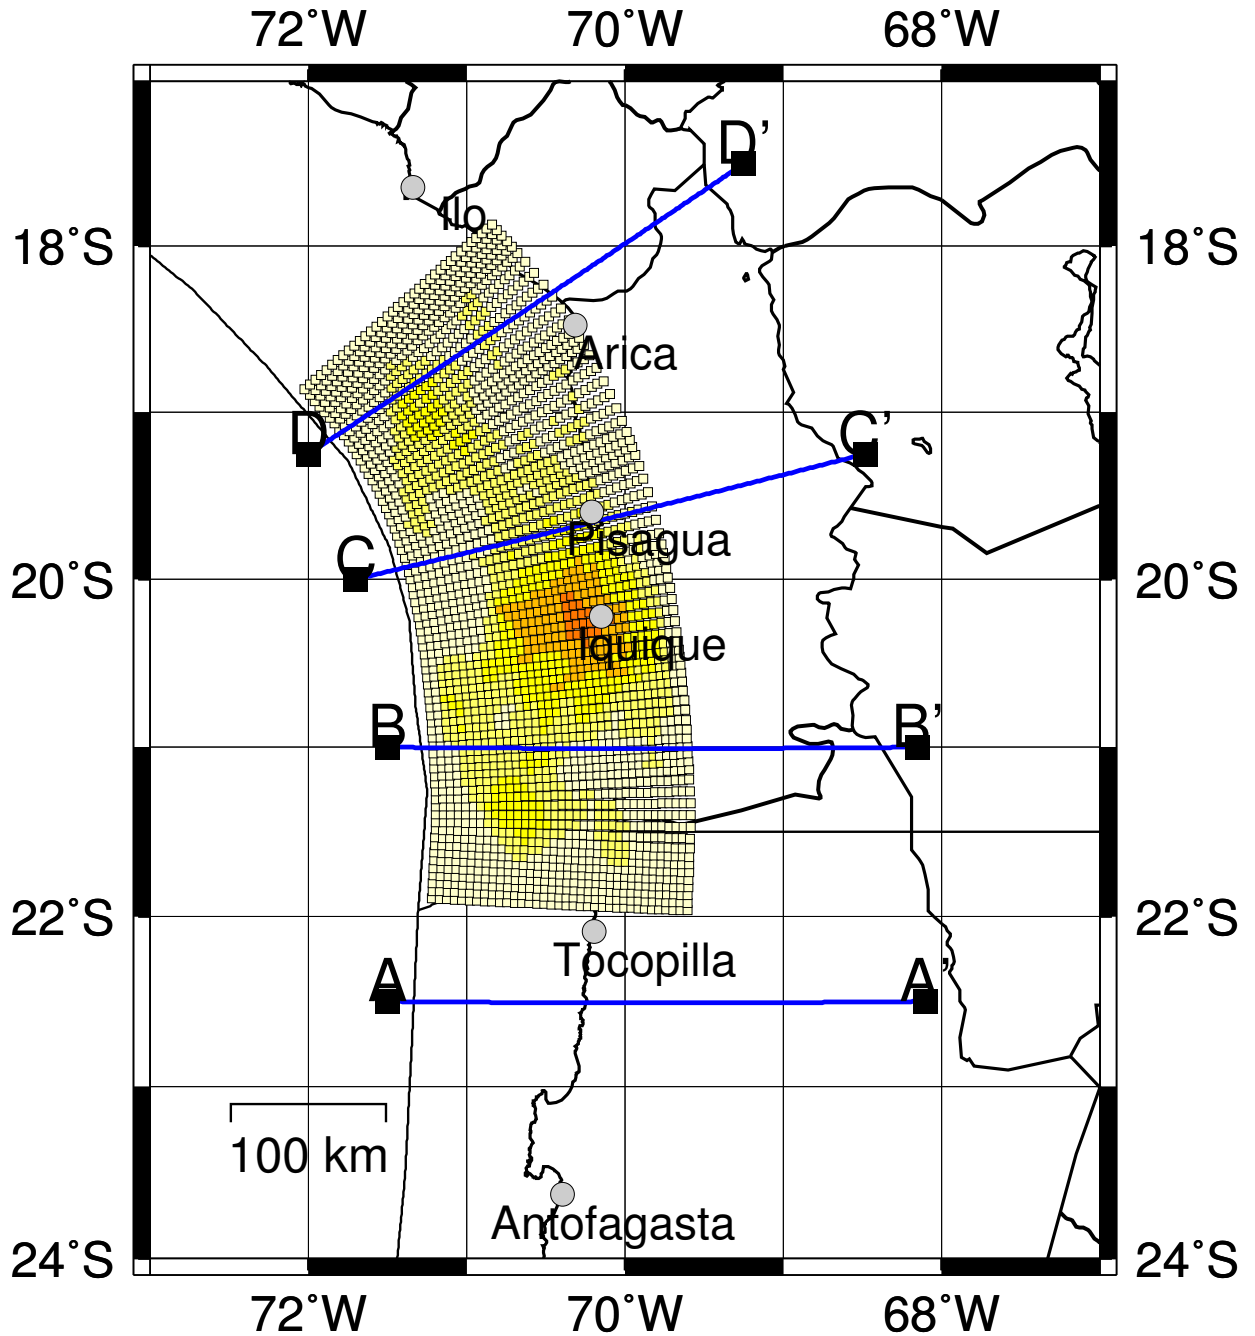 72°W 70°W 68°W
D’
Ilo
18°S 18°S
Arica
D C’
Pisagua
C
20°S 20°S
Iquique
B B’
22°S 22°S
Tocopilla
A A’
100 km
Antofagasta
24°S 24°S
72°W 70°W 68°W